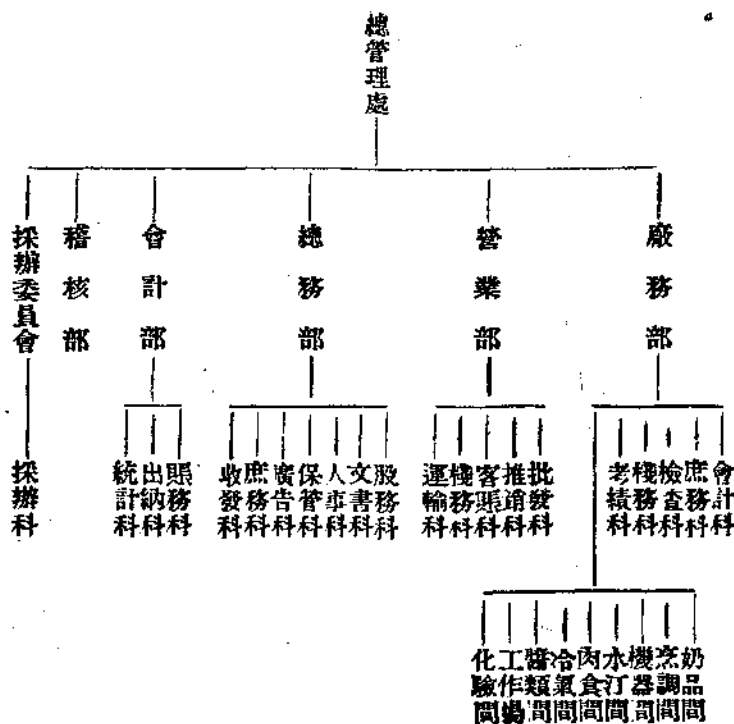 總管理處
廠務部
營業部
總務部
會計部
稽核部
採辦委員會
會計科
庶務科
檢查科
棧務科
考績科
批發科
推銷科
客賬科
棧務科
運輸科
股務科
文書科
人事科
保管科
廣告科
庶務科
收發科
賬務科
出納科
統計科
採辦科
奶品間
烹調間
機器間
水汀間
肉食間
冷氣間
醬類間
工作場
化驗間